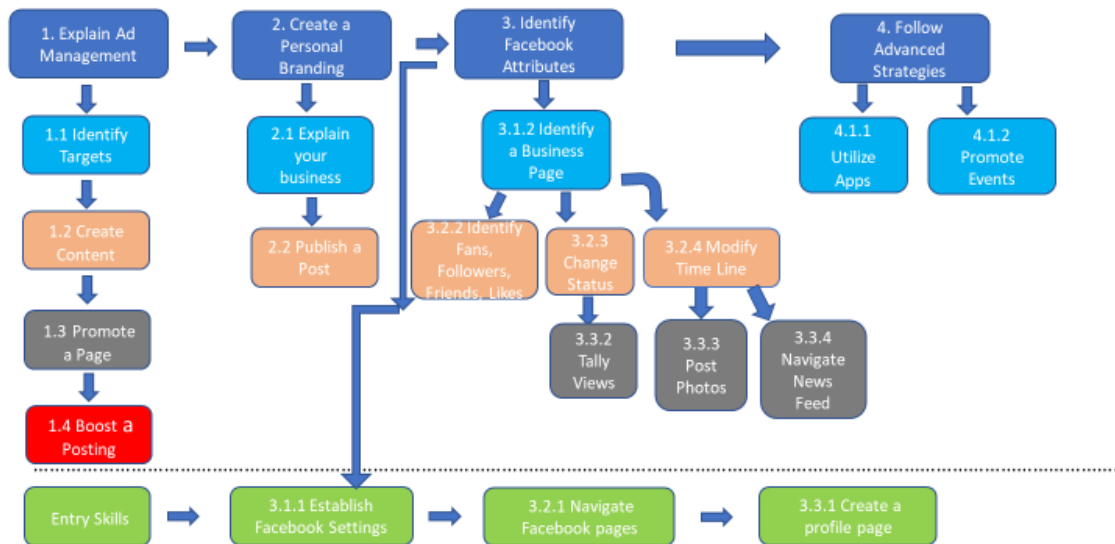 1. Explain Ad
Management
2. Create a
Personal
Branding
3. Identify
Facebook
Attributes
4. Follow
Advanced
Strategies
1.1 Identify
Targets
2.1 Explain
your
business
3.1.2 Identify
a Business
Page
4.1.1
Utilize
Apps
4.1.2
Promote
Events
1.2 Create
Content
2.2 Publish a
Post
3.2.2 Identify
Fans,
Followers,
Friends, Likes
3.2.3
Change
Status
3.2.4 Modify
Time Line
1.3 Promote
a Page
3.3.2
Tally
Views
3.3.3
Post
Photos
3.3.4
Navigate
News
Feed
1.4 Boost a
Posting
Entry Skills
3.1.1 Establish
Facebook Settings
3.2.1 Navigate
Facebook pages
3.3.1 Create a
profile page